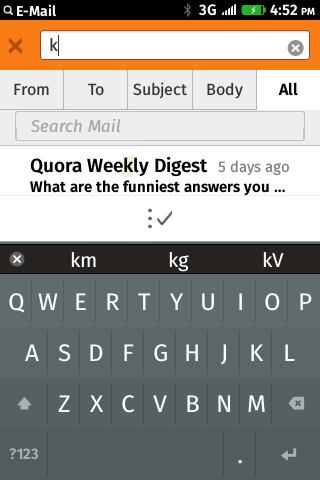 E-Mail 3G 4:52 PM
k
From To Subject Body All
Search Mail
Quora Weekly Digest 5 days ago
What are the funniest answers you ...
km kg kV
Q W E R T Y U I O P
A S D F G H J K L
Z X C V B N M
?123 .